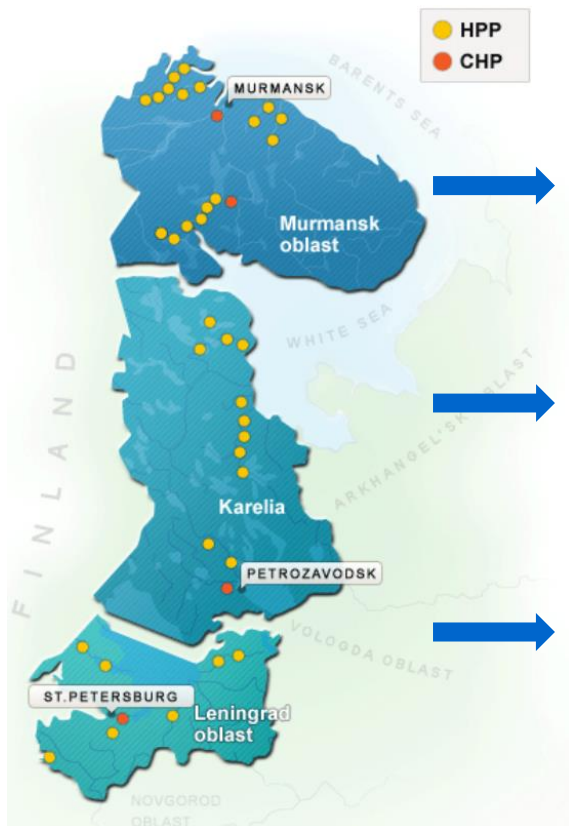 HPP
CHP
BARENTS SEA
MURMANSK
Murmansk
oblast
WHITE SEA
FINLAND
ARKHANGEL'SK OBLAST
Karelia
PETROZAVODSK
VOLOGDA OBLAST
ST.PETERSBURG
Leningrad
oblast
NOVGOROD
OBLAST